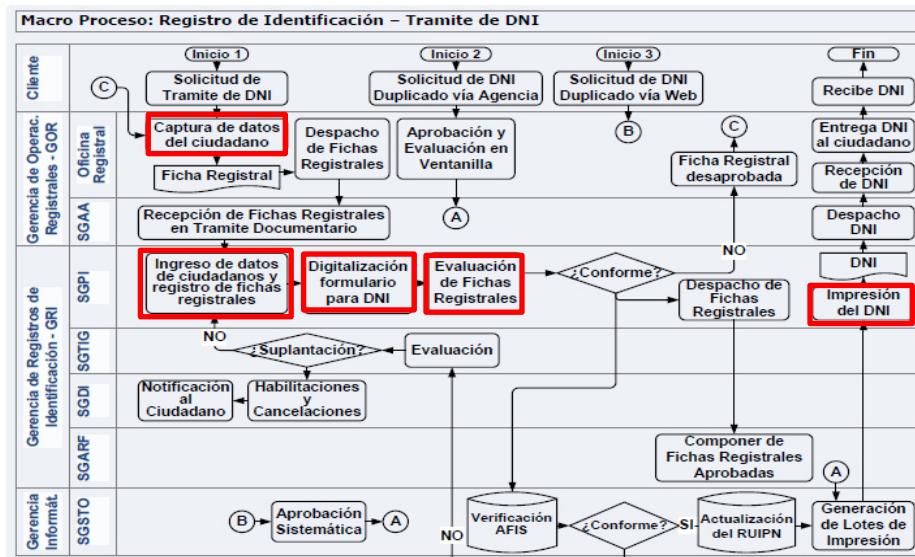 Macro Proceso: Registro de Identificación – Tramite de DNI
Cliente
Inicio 1
Inicio 2
Inicio 3
Fin
C
Solicitud de
Tramite de DNI
Solicitud de DNI
Duplicado vía Agencia
Solicitud de DNI
Duplicado vía Web
Recibe DNI
Gerencia de Operac.
Registrales - GOR
Oficina
Registral
Captura de datos
del ciudadano
Ficha Registral
Despacho
de Fichas
Registrales
Aprobación y
Evaluación en
Ventanilla
A
B
C
Ficha Registral
desaprobada
Entrega DNI
al ciudadano
Recepción
de DNI
SGAA
Recepción de Fichas Registrales
en Tramite Documentario
NO
Despacho
DNI
Gerencia de Registros de
Identificación - GRI
SGPI
Ingreso de datos
de ciudadanos y
registro de fichas
registrales
Digitalización
formulario
para DNI
Evaluación
de Fichas
Registrales
¿Conforme?
Despacho de
Fichas
Registrales
DNI
Impresión
del DNI
SGTIG
NO
¿Suplantación?
Evaluación
SGDI
Notificación
al
Ciudadano
Habilitaciones
y
Cancelaciones
SGARF
Componer de
Fichas Registrales
Aprobadas
A
Gerencia
Informát.
SGSTO
B
Aprobación
Sistemática
A
NO
Verificación
AFIS
¿Conforme?
SI
Actualización
del RUIPN
Generación
de Lotes de
Impresión